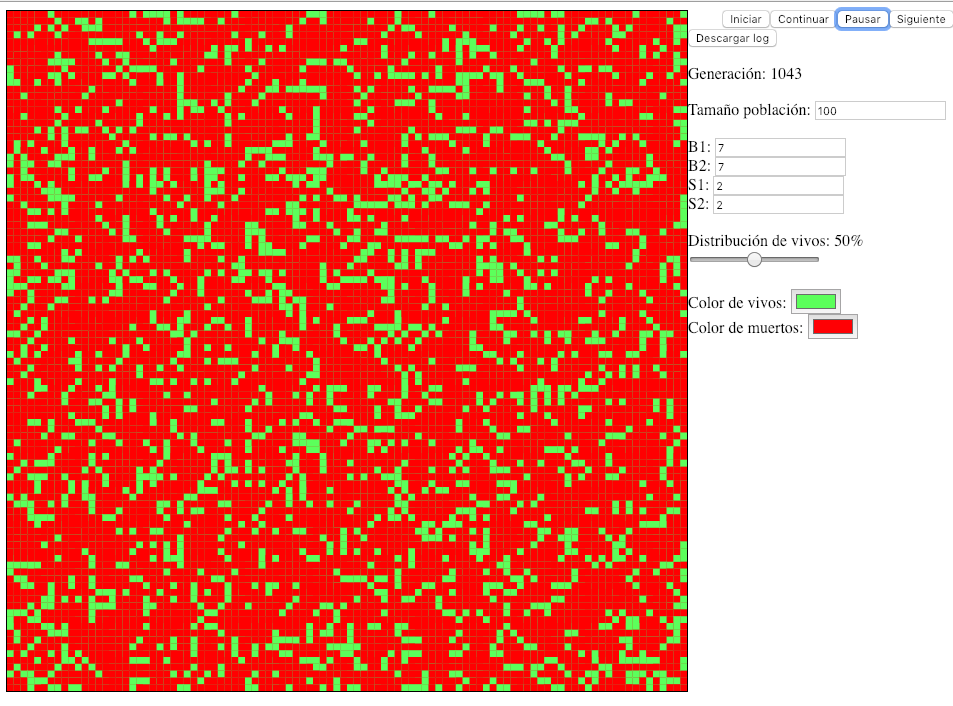 Iniciar Continuar Pausar Siguiente
Descargar log
Generación: 1043
Tamaño población: 100
B1: 7
B2: 7
S1: 2
S2: 2
Distribución de vivos: 50%
Color de vivos:
Color de muertos: